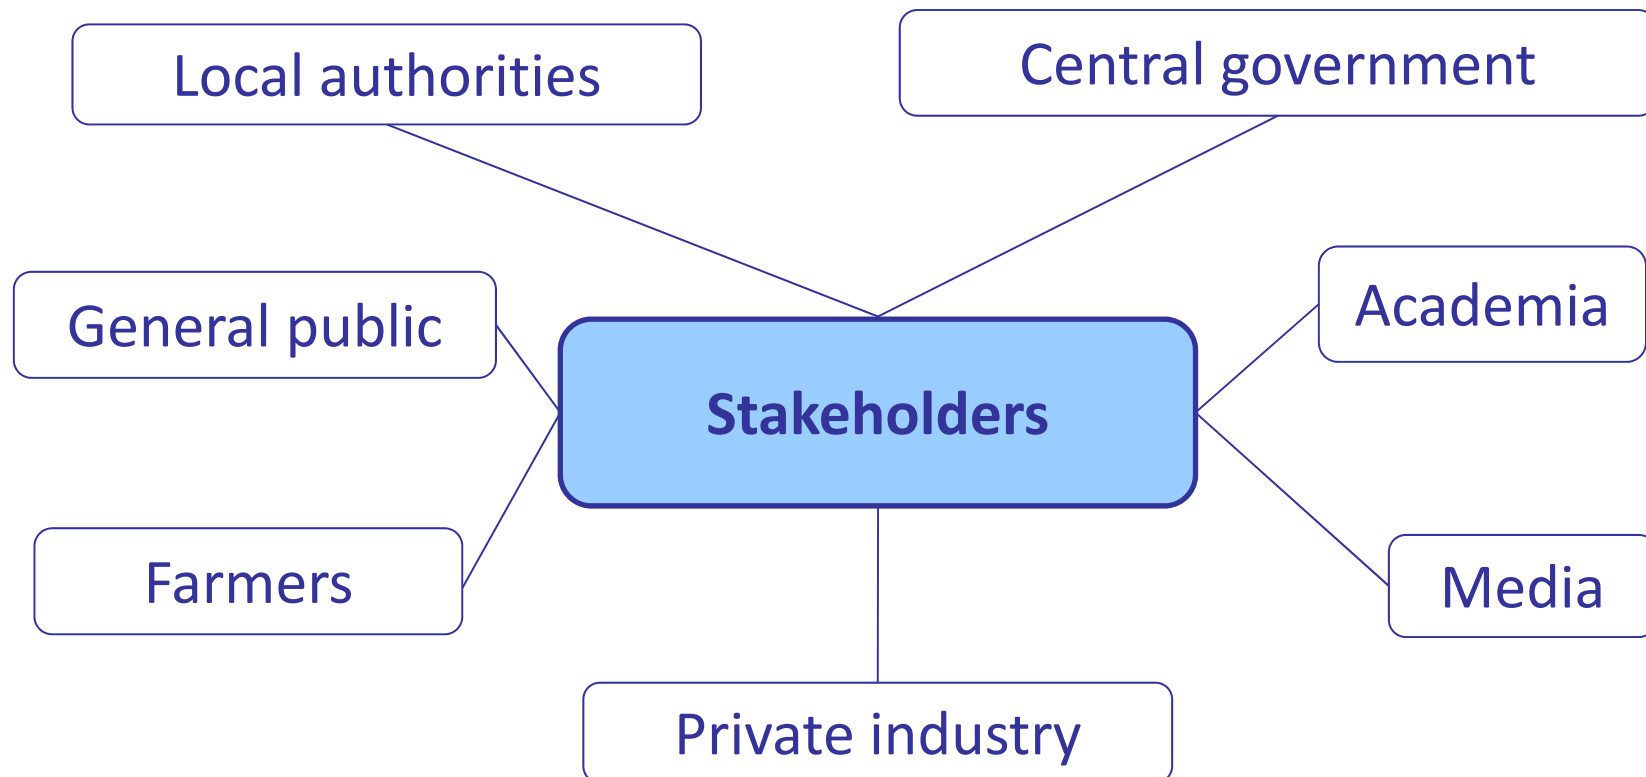 Local authorities
Central government
General public
Academia
Stakeholders
Farmers
Media
Private industry